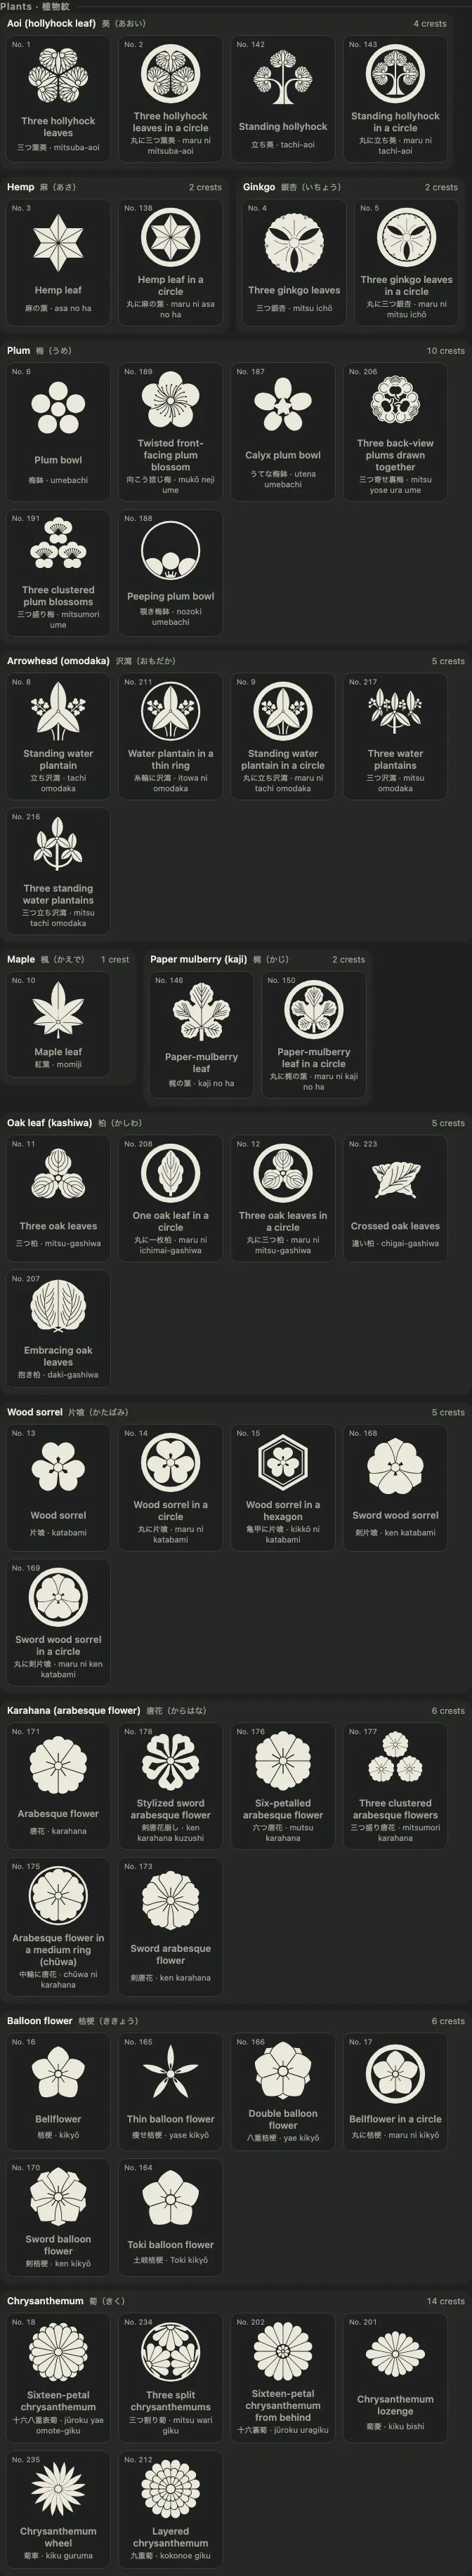 Plants · 植物紋
Aoi (hollyhock leaf) 葵（あおい） 4 crests
No. 1
Three hollyhock
leaves
三つ葉葵 · mitsuba-aoi
No. 2
Three hollyhock
leaves in a circle
丸に三つ葉葵 · maru ni
mitsuba-aoi
No. 142
Standing hollyhock
立ち葵 · tachi-aoi
No. 143
Standing hollyhock
in a circle
丸に立ち葵 · maru ni
tachi-aoi
Hemp 麻（あさ） 2 crests
No. 3
Hemp leaf
麻の葉 · asa no ha
No. 138
Hemp leaf in a
circle
丸に麻の葉 · maru ni asa
no ha
Ginkgo 銀杏（いちょう） 2 crests
No. 4
Three ginkgo leaves
三つ銀杏 · mitsu ichō
No. 5
Three ginkgo leaves
in a circle
丸に三つ銀杏 · maru ni
mitsu ichō
Plum 梅（うめ） 10 crests
No. 6
Plum bowl
梅鉢 · umebachi
No. 189
Twisted front-
facing plum
blossom
向こう捻じ梅 · mukō neji
ume
No. 187
Calyx plum bowl
うてな梅鉢 · utena
umebachi
No. 206
Three back-view
plums drawn
together
三つ寄せ裏梅 · mitsu
yose ura ume
No. 191
Three clustered
plum blossoms
三つ盛り梅 · mitsumori
ume
No. 188
Peeping plum bowl
覗き梅鉢 · nozoki
umebachi
Arrowhead (omodaka) 沢瀉（おもだか） 5 crests
No. 8
Standing water
plantain
立ち沢瀉 · tachi
omodaka
No. 211
Water plantain in a
thin ring
糸輪に沢瀉 · itowa ni
omodaka
No. 9
Standing water
plantain in a circle
丸に立ち沢瀉 · maru ni
tachi omodaka
No. 217
Three water
plantains
三つ沢瀉 · mitsu
omodaka
No. 216
Three standing
water plantains
三つ立ち沢瀉 · mitsu
tachi omodaka
Maple 楓（かえで） 1 crest
No. 10
Maple leaf
紅葉 · momiji
Paper mulberry (kaji) 梶（かじ） 2 crests
No. 146
Paper-mulberry
leaf
梶の葉 · kaji no ha
No. 150
Paper-mulberry
leaf in a circle
丸に梶の葉 · maru ni kaji
no ha
Oak leaf (kashiwa) 柏（かしわ） 5 crests
No. 11
Three oak leaves
三つ柏 · mitsu-gashiwa
No. 208
One oak leaf in a
circle
丸に一枚柏 · maru ni
ichimai-gashiwa
No. 12
Three oak leaves in
a circle
丸に三つ柏 · maru ni
mitsu-gashiwa
No. 223
Crossed oak leaves
違い柏 · chigai-gashiwa
No. 207
Embracing oak
leaves
抱き柏 · daki-gashiwa
Wood sorrel 片喰（かたばみ） 5 crests
No. 13
Wood sorrel
片喰 · katabami
No. 14
Wood sorrel in a
circle
丸に片喰 · maru ni
katabami
No. 15
Wood sorrel in a
hexagon
亀甲に片喰 · kikkō ni
katabami
No. 168
Sword wood sorrel
剣片喰 · ken katabami
No. 169
Sword wood sorrel
in a circle
丸に剣片喰 · maru ni ken
katabami
Karahana (arabesque flower) 唐花（からはな） 6 crests
No. 171
Arabesque flower
唐花 · karahana
No. 178
Stylized sword
arabesque flower
剣唐花崩し · ken
karahana kuzushi
No. 176
Six-petalled
arabesque flower
六つ唐花 · mutsu
karahana
No. 177
Three clustered
arabesque flowers
三つ盛り唐花 · mitsumori
karahana
No. 175
Arabesque flower in
a medium ring
(chūwa)
中輪に唐花 · chūwa ni
karahana
No. 173
Sword arabesque
flower
剣唐花 · ken karahana
Balloon flower 桔梗（ききょう） 6 crests
No. 16
Bellflower
桔梗 · kikyō
No. 165
Thin balloon flower
痩せ桔梗 · yase kikyō
No. 166
Double balloon
flower
八重桔梗 · yae kikyō
No. 17
Bellflower in a circle
丸に桔梗 · maru ni kikyō
No. 170
Sword balloon
flower
剣桔梗 · ken kikyō
No. 164
Toki balloon flower
土岐桔梗 · Toki kikyō
Chrysanthemum 菊（きく） 14 crests
No. 18
Sixteen-petal
chrysanthemum
十六八重表菊 · jūroku yae
omote-giku
No. 234
Three split
chrysanthemums
三つ割り菊 · mitsu wari
giku
No. 202
Sixteen-petal
chrysanthemum
from behind
十六裏菊 · jūroku uragiku
No. 201
Chrysanthemum
lozenge
菊菱 · kiku bishi
No. 235
Chrysanthemum
wheel
菊車 · kiku guruma
No. 212
Layered
chrysanthemum
九重菊 · kokonoe giku